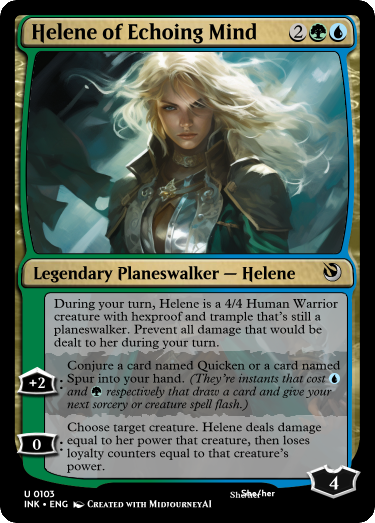 Helene of Echoing Mind 2
Legendary Planeswalker — Helene
During your turn, Helene is a 4/4 Human Warrior
creature with hexproof and trample that's still a
planeswalker. Prevent all damage that would be
dealt to her during your turn.
+2: Conjure a card named Quicken or a card named
Spur into your hand. (They're instants that cost
and respectively that draw a card and give your
next sorcery or creature spell flash.)
0: Choose target creature. Helene deals damage
equal to her power that creature, then loses
loyalty counters equal to that creature's
power.
4
She/her
U 0103
INK • ENG Created with MidjourneyAI